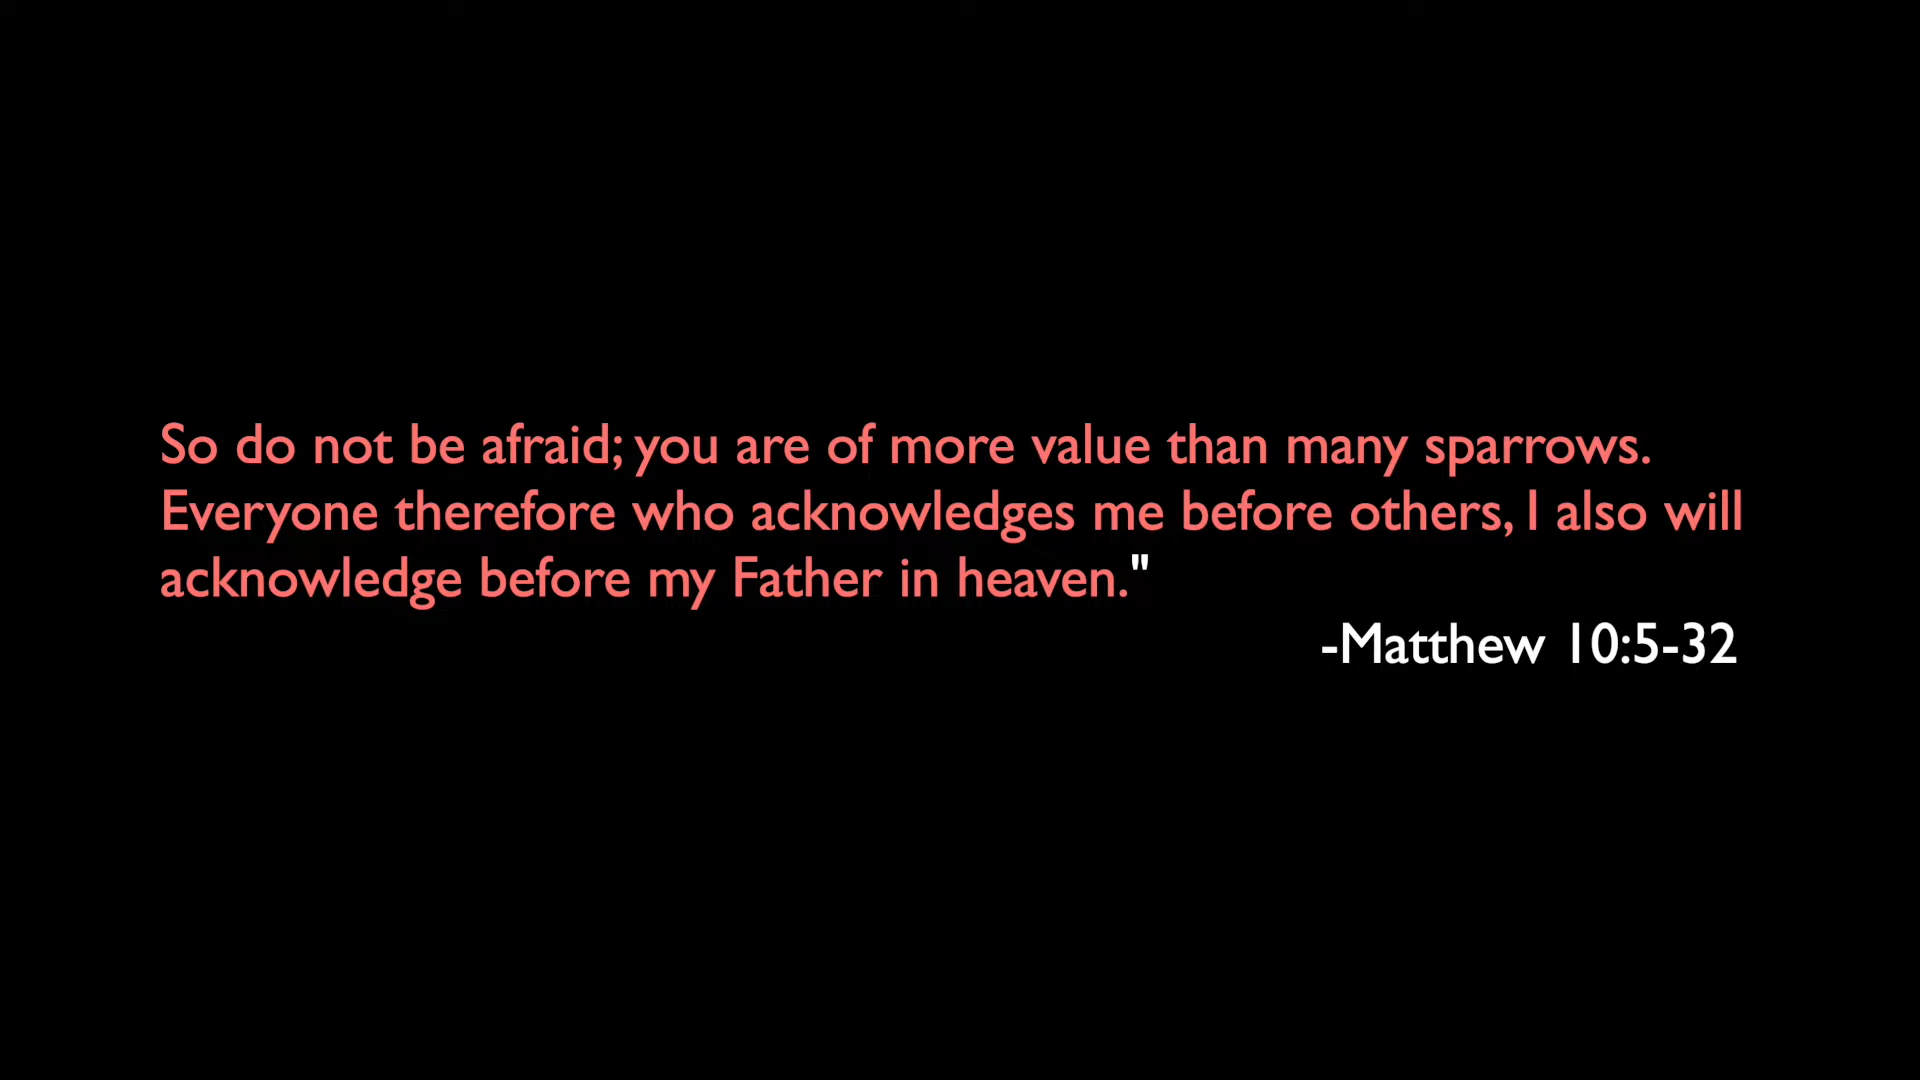 So do not be afraid; you are of more value than many sparrows.
Everyone therefore who acknowledges me before others, I also will
acknowledge before my Father in heaven."
-Matthew 10:5-32